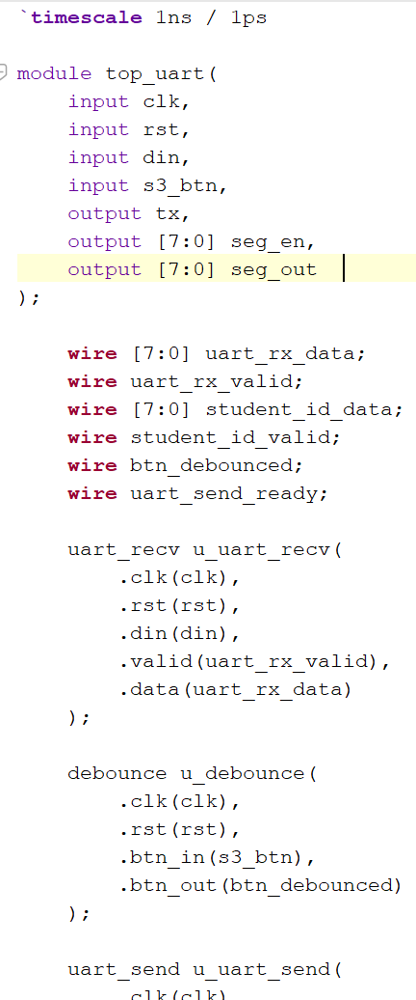 `timescale 1ns / 1ps
module top_uart(
input clk,
input rst,
input din,
input s3_btn,
output tx,
output [7:0] seg_en,
output [7:0] seg_out
);
wire [7:0] uart_rx_data;
wire uart_rx_valid;
wire [7:0] student_id_data;
wire student_id_valid;
wire btn_debounced;
wire uart_send_ready;
uart_recv u_uart_recv(
.clk(clk),
.rst(rst),
.din(din),
.valid(uart_rx_valid),
.data(uart_rx_data)
);
debounce u_debounce(
.clk(clk),
.rst(rst),
.btn_in(s3_btn),
.btn_out(btn_debounced)
);
uart_send u_uart_send(
.clk(clk),